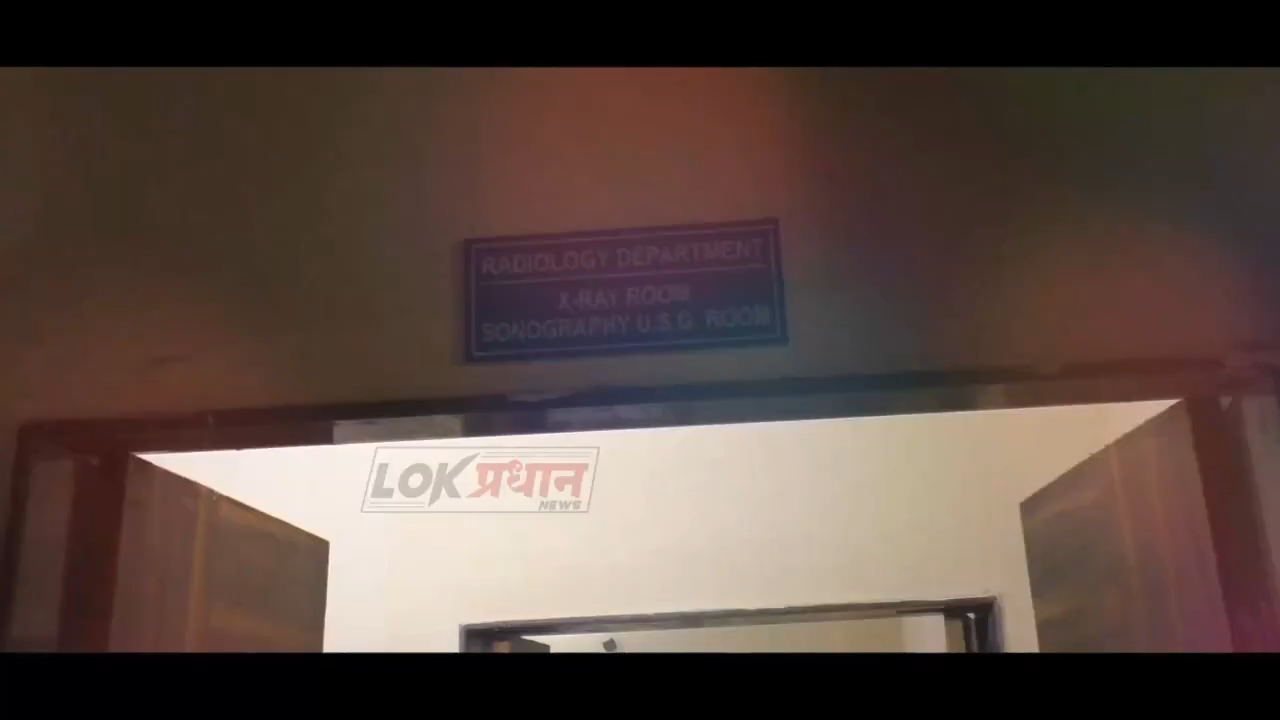 RADIOLOGY DEPARTMENT
X-RAY ROOM
SONOGRAPHY U.S.G. ROOM
LOK प्रधान
NEWS